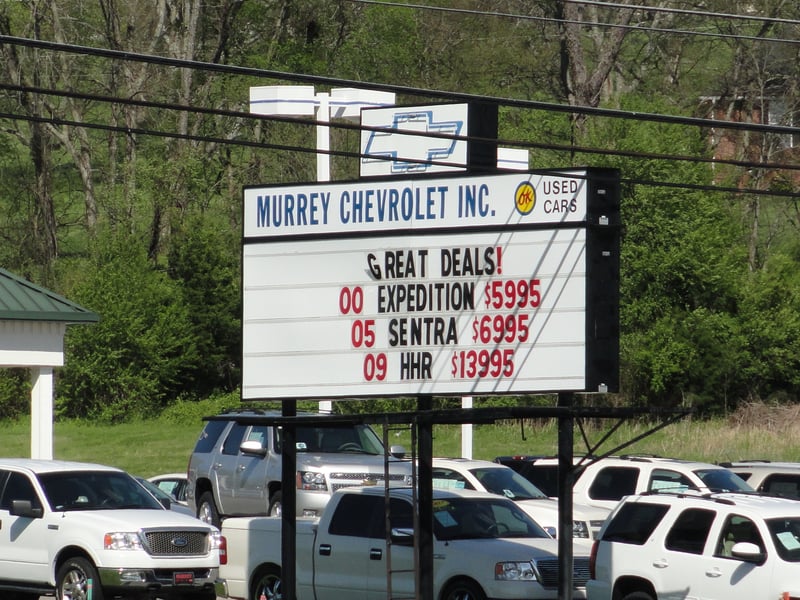 MURREY CHEVROLET INC. OK USED CARS
GREAT DEALS!
00 EXPEDITION $5995
05 SENTRA $6995
09 HHR $13995